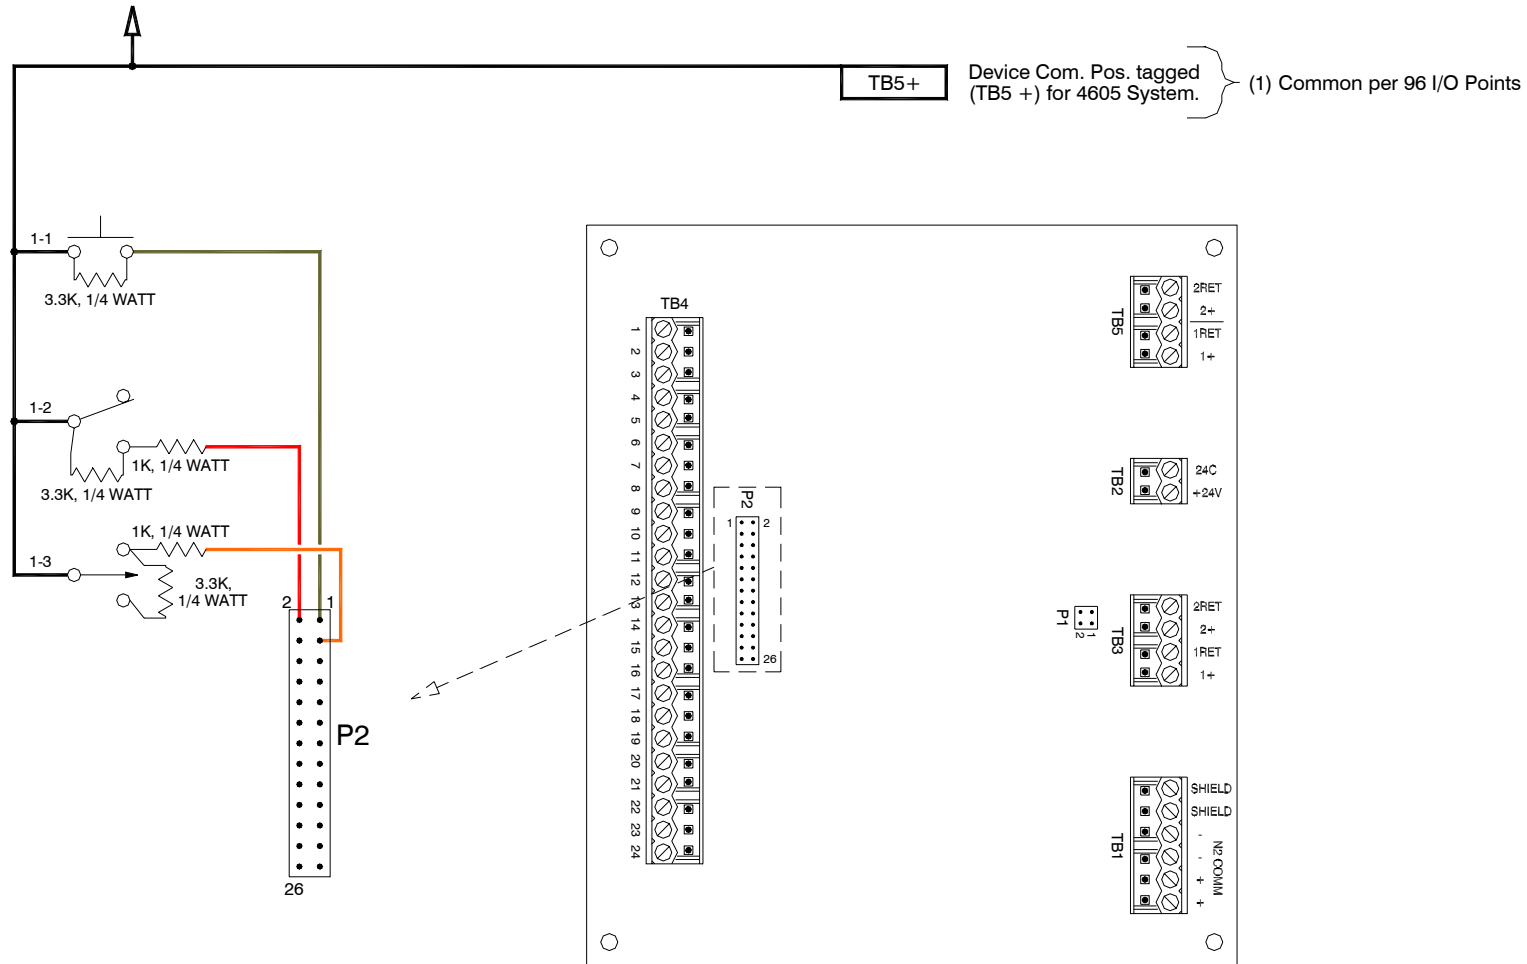 TB5+
Device Com. Pos. tagged
(TB5 +) for 4605 System.
(1) Common per 96 I/O Points
1-1
3.3K, 1/4 WATT
1-2
1K, 1/4 WATT
3.3K, 1/4 WATT
1K, 1/4 WATT
1-3
3.3K,
1/4 WATT
2
1
P2
26
TB4
1
2
3
4
5
6
7
8
9
10
11
12
13
14
15
16
17
18
19
20
21
22
23
24
P2
1
2
26
P1
1
2
TB5
2RET
2+
1RET
1+
TB2
24C
+24V
TB3
2RET
2+
1RET
1+
TB1
SHIELD
SHIELD
-
-
+
+
N2 COMM